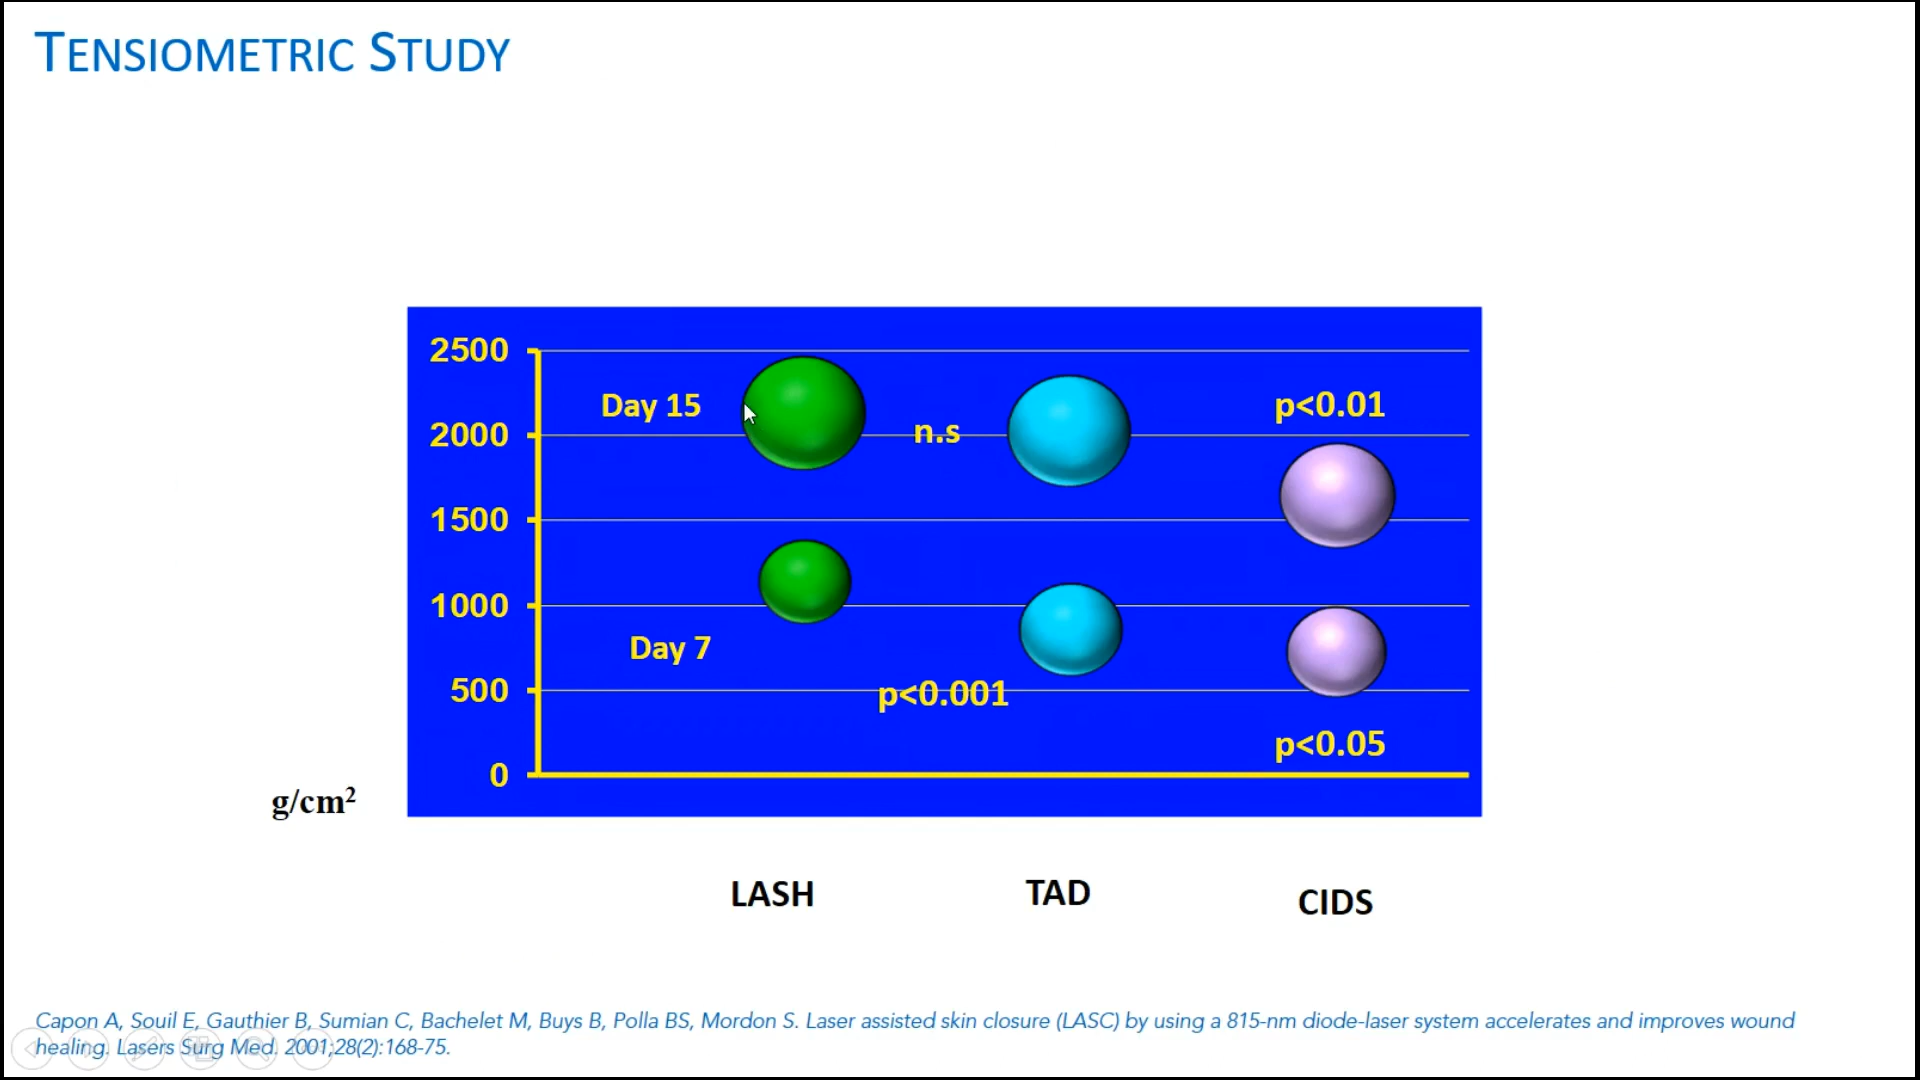 TENSIOMETRIC STUDY
2500
Day 15
p<0.01
2000
n.s
1500
1000
Day 7
500
p<0.001
p<0.05
0
g/cm²
LASH
TAD
CIDS
Capon A, Souil E, Gauthier B, Sumian C, Bachelet M, Buys B, Polla BS, Mordon S. Laser assisted skin closure (LASC) by using a 815-nm diode-laser system accelerates and improves wound
healing. Lasers Surg Med. 2001;28(2):168-75.